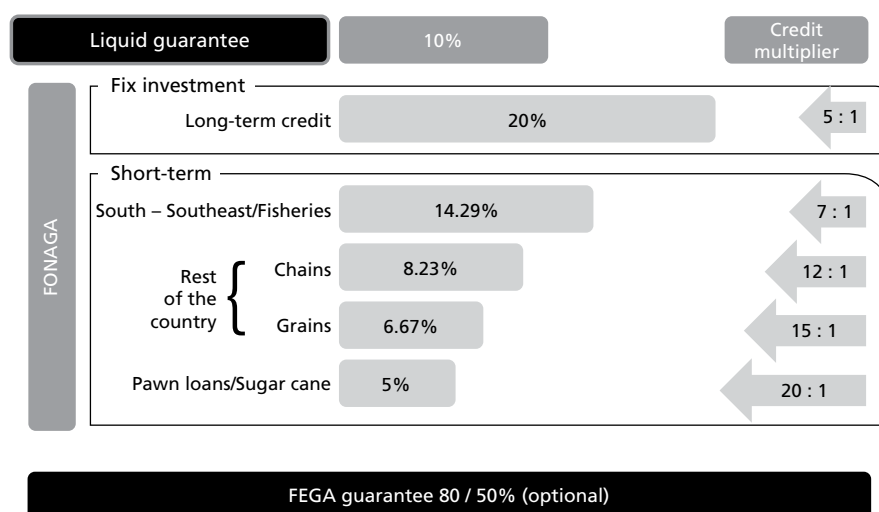 Liquid guarantee 10% Credit
multiplier
FONAGA
Fix investment
Long-term credit 20% 5 : 1
Short-term
South – Southeast/Fisheries 14.29% 7 : 1
Rest
of the
country
Chains 8.23% 12 : 1
Grains 6.67% 15 : 1
Pawn loans/Sugar cane 5% 20 : 1
FEGA guarantee 80 / 50% (optional)